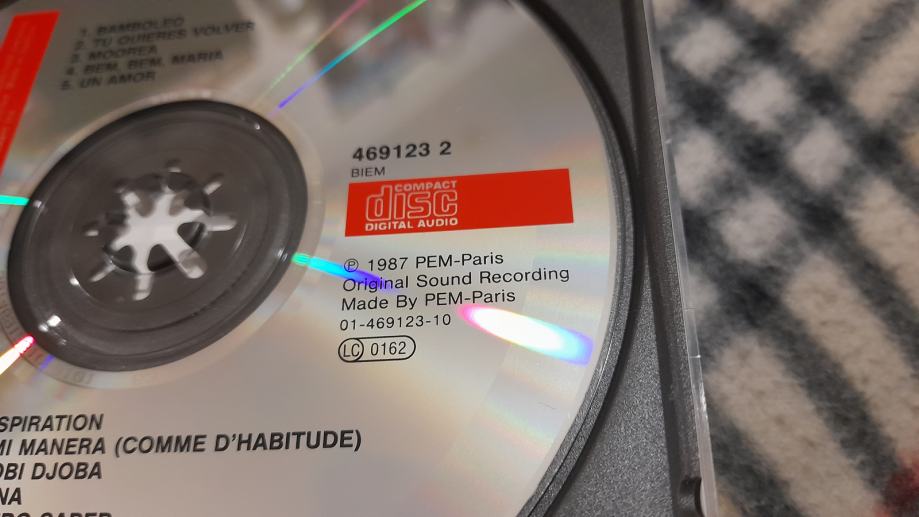 1. BAMBOLEO
2. TU QUIERES VOLVER
3. MOOREA
4. BEM, BEM, MARIA
5. UN AMOR
469123 2
BIEM
COMPACT
disc
DIGITAL AUDIO
Ⓟ 1987 PEM-Paris
Original Sound Recording
Made By PEM-Paris
01-469123-10
LC 0162
SPIRATION
MI MANERA (COMME D'HABITUDE)
OBI DJOBA
NA